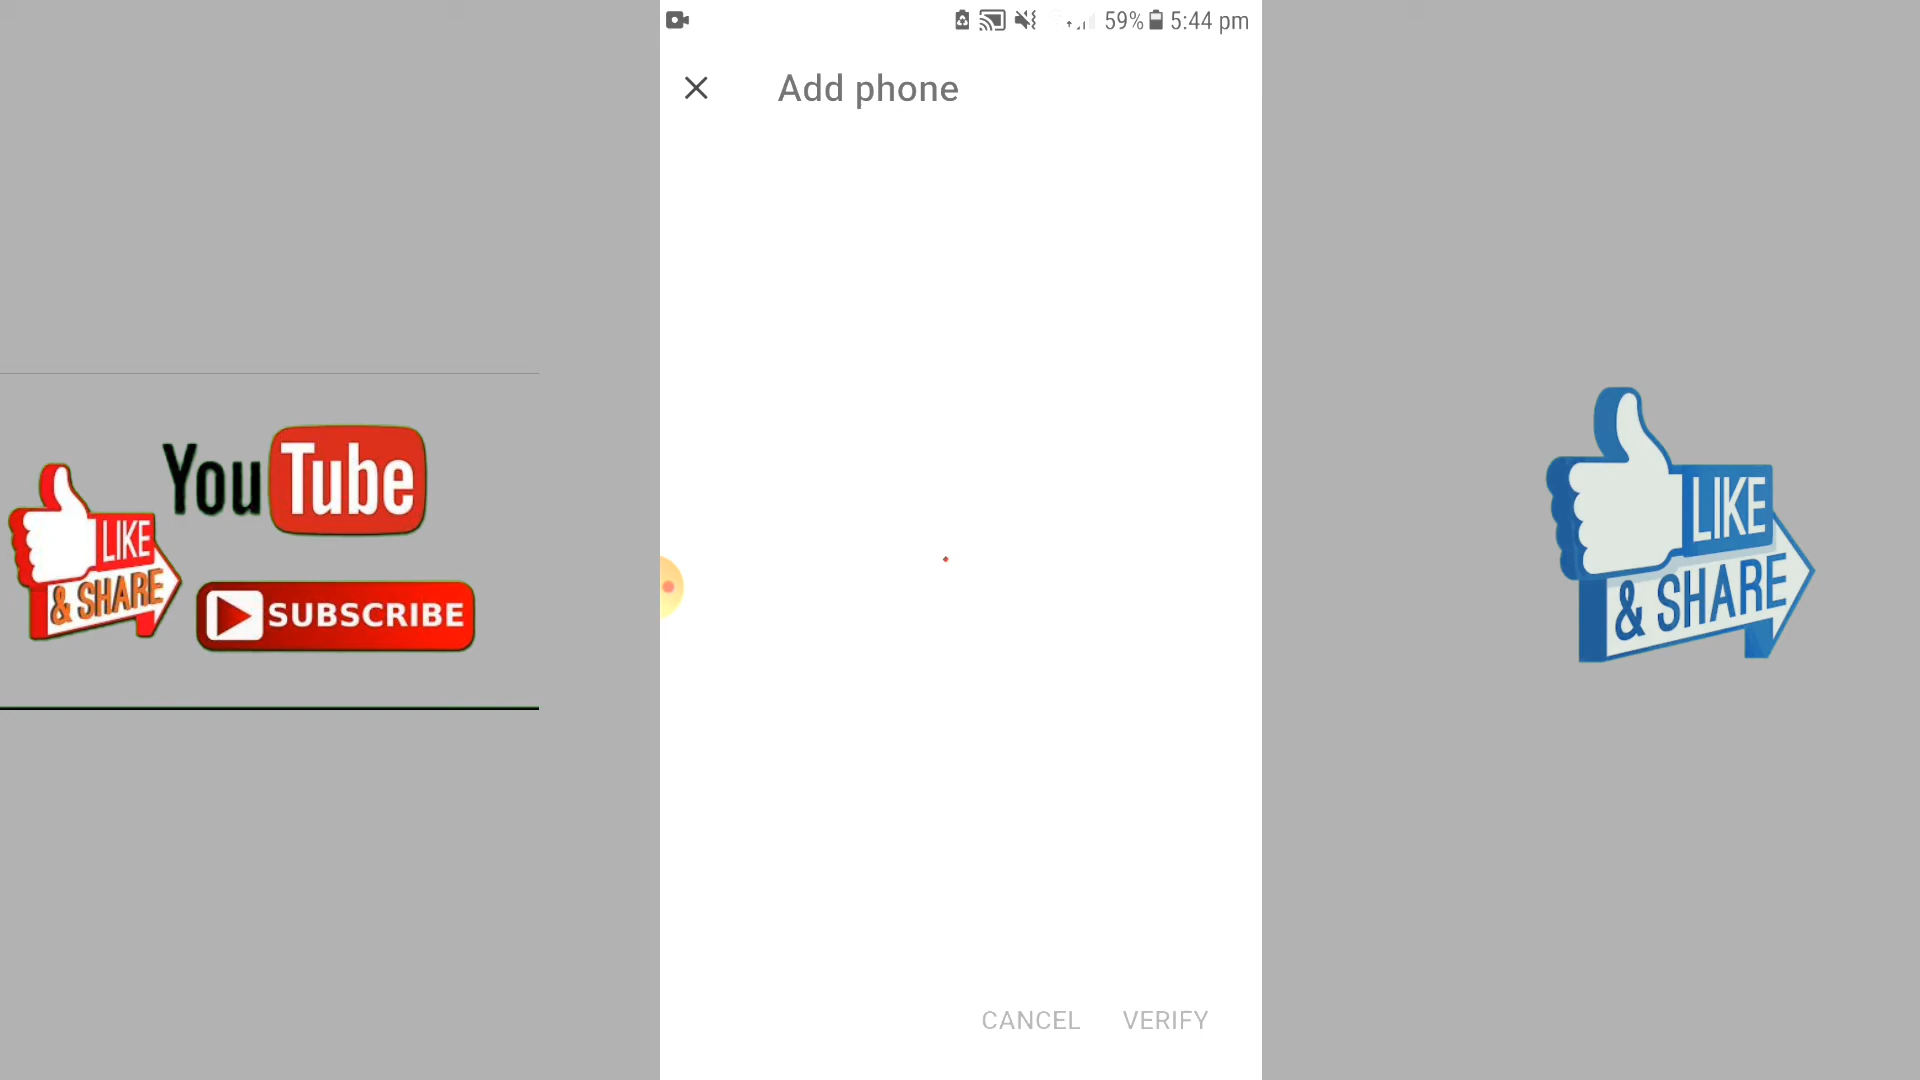 59% 5:44 pm
Add phone
YouTube
LIKE
& SHARE
SUBSCRIBE
LIKE
& SHARE
CANCEL VERIFY